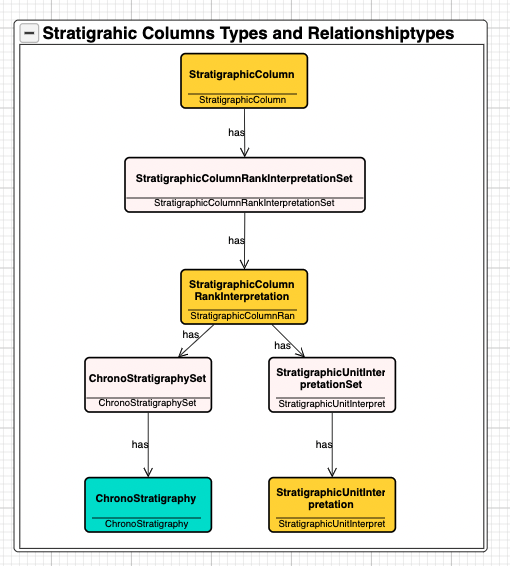 Stratigrahic Columns Types and Relationshiptypes
StratigraphicColumn
StratigraphicColumn
has
StratigraphicColumnRankInterpretationSet
StratigraphicColumnRankInterpretationSet
has
StratigraphicColumn
RankInterpretation
StratigraphicColumnRan
has
has
ChronoStratigraphySet
ChronoStratigraphySet
StratigraphicUnitInter
pretationSet
StratigraphicUnitInterpret
has
has
ChronoStratigraphy
ChronoStratigraphy
StratigraphicUnitInter
pretation
StratigraphicUnitInterpret